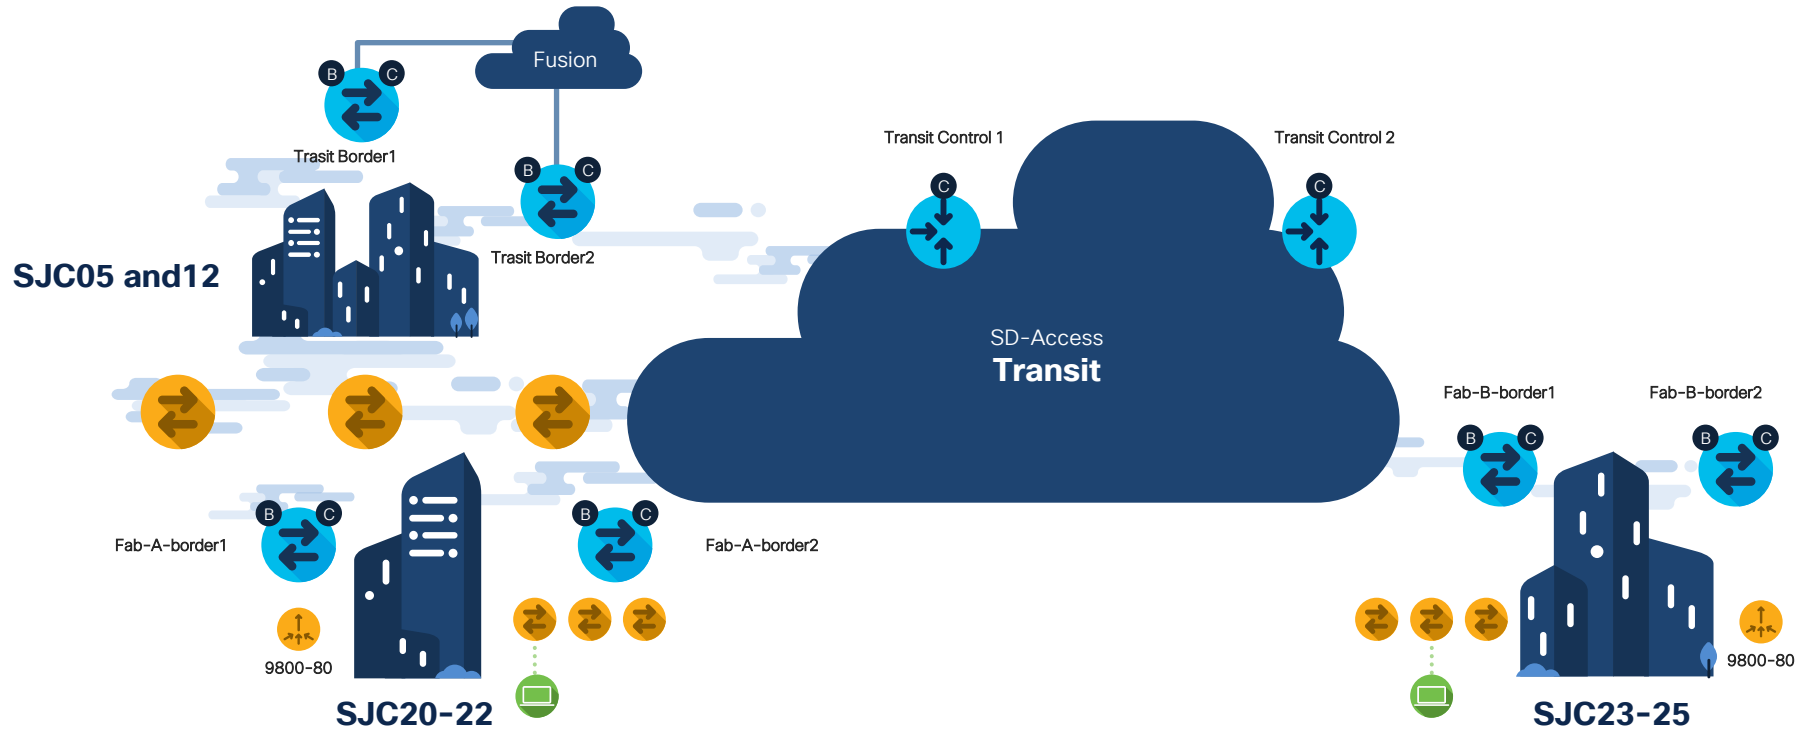 Fusion
B
C
Trasit Border1
B
C
Trasit Border2
SJC05 and12
Transit Control 1
C
Transit Control 2
C
SD-Access
Transit
Fab-B-border1
B
C
Fab-B-border2
B
C
Fab-A-border1
B
C
B
C
Fab-A-border2
9800-80
SJC20-22
9800-80
SJC23-25